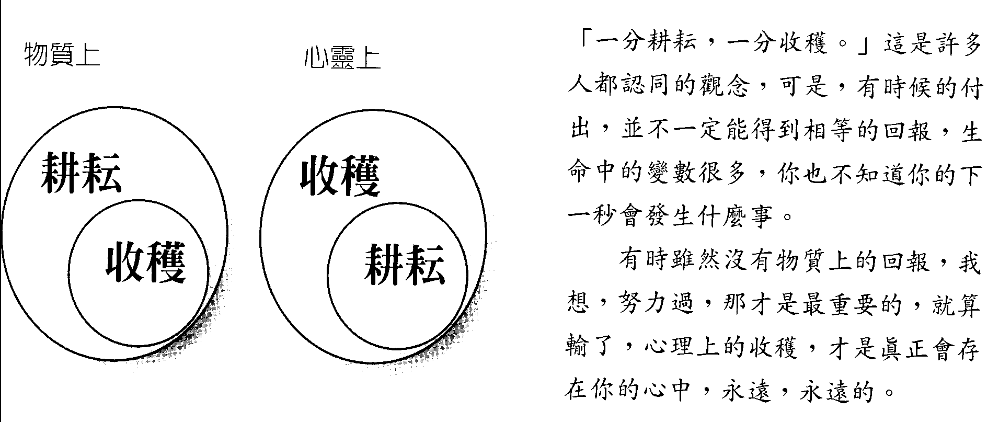 物質上
耕耘
收穫
心靈上
收穫
耕耘
「一分耕耘，一分收穫。」這是許多
人都認同的觀念，可是，有時候的付
出，並不一定能得到相等的回報，生
命中的變數很多，你也不知道你的下
一秒會發生什麼事。
有時雖然沒有物質上的回報，我
想，努力過，那才是最重要的，就算
輸了，心理上的收穫，才是眞正會存
在你的心中，永遠，永遠的。